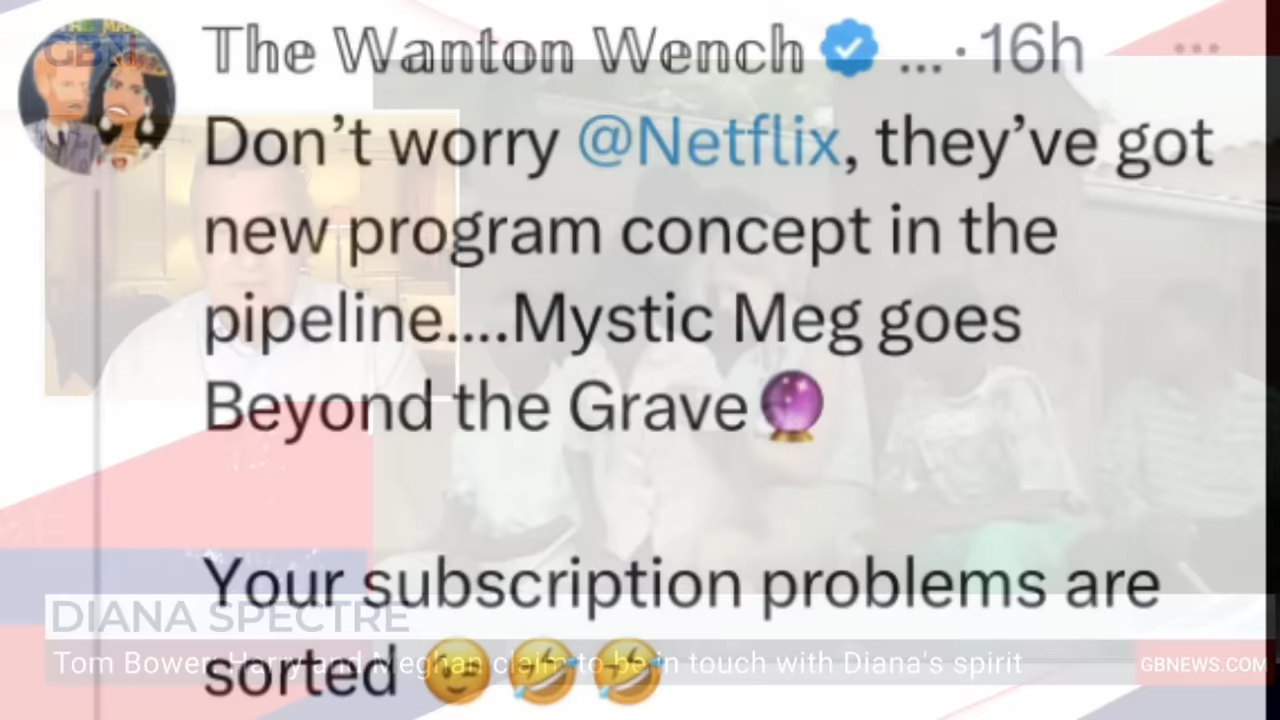 GBN
The Wanton Wench ... · 16h ...
Don't worry @Netflix, they've got
new program concept in the
pipeline....Mystic Meg goes
Beyond the Grave🔮
Your subscription problems are
sorted 😉🤣🤣
DIANA SPECTRE
Tom Bower: Harry and Meghan claim to be in touch with Diana's spirit
GBNEWS.COM